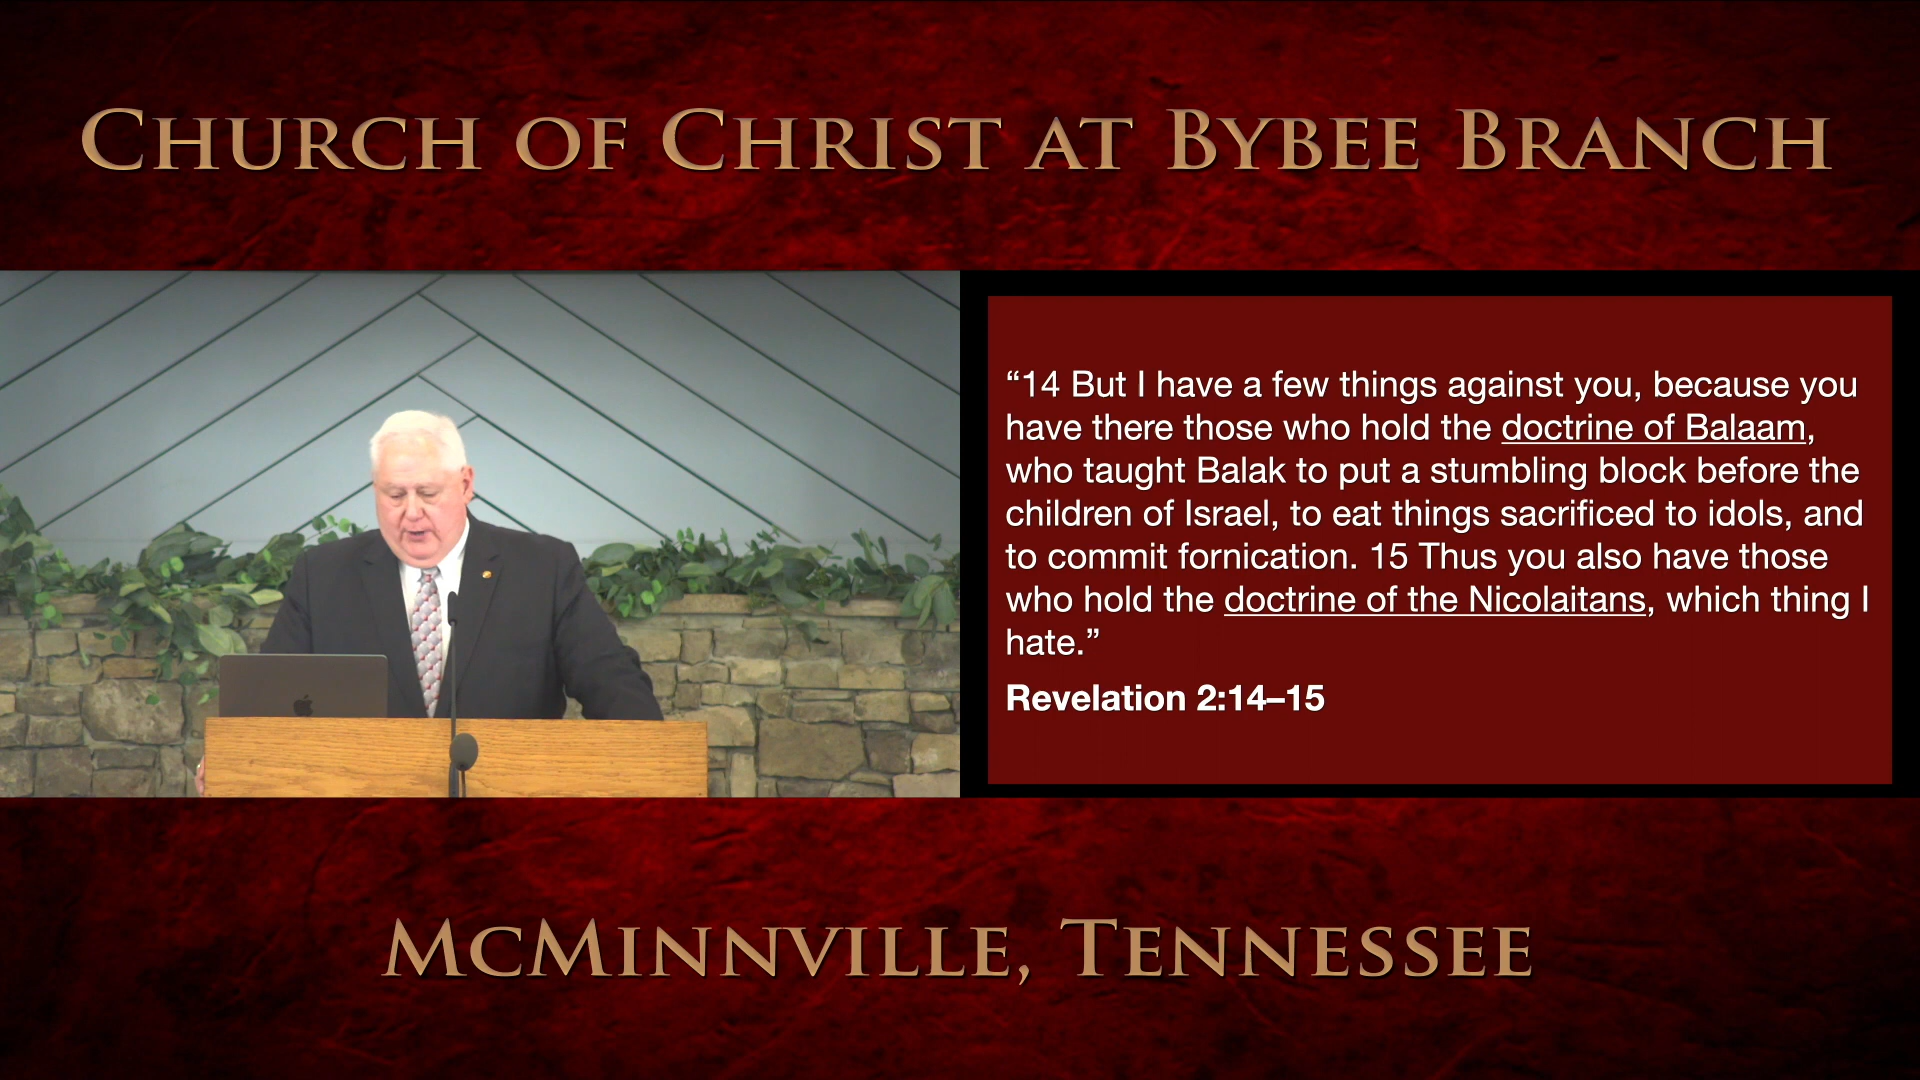 Church of Christ at Bybee Branch
“14 But I have a few things against you, because you
have there those who hold the doctrine of Balaam,
who taught Balak to put a stumbling block before the
children of Israel, to eat things sacrificed to idols, and
to commit fornication. 15 Thus you also have those
who hold the doctrine of the Nicolaitans, which thing I
hate.”
Revelation 2:14–15
McMinnville, Tennessee